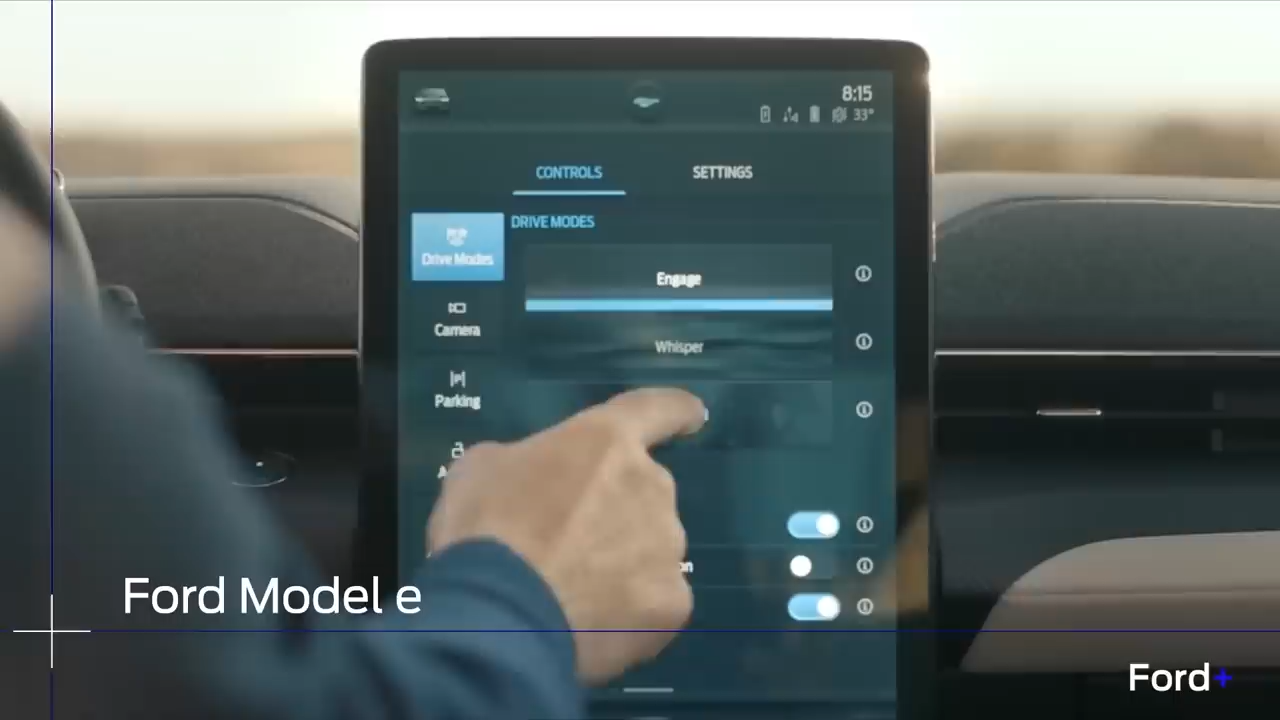 8:15
33°
CONTROLS SETTINGS
DRIVE MODES
Drive Modes
Engage
Camera
Whisper
Parking
Ford Model e
Ford+